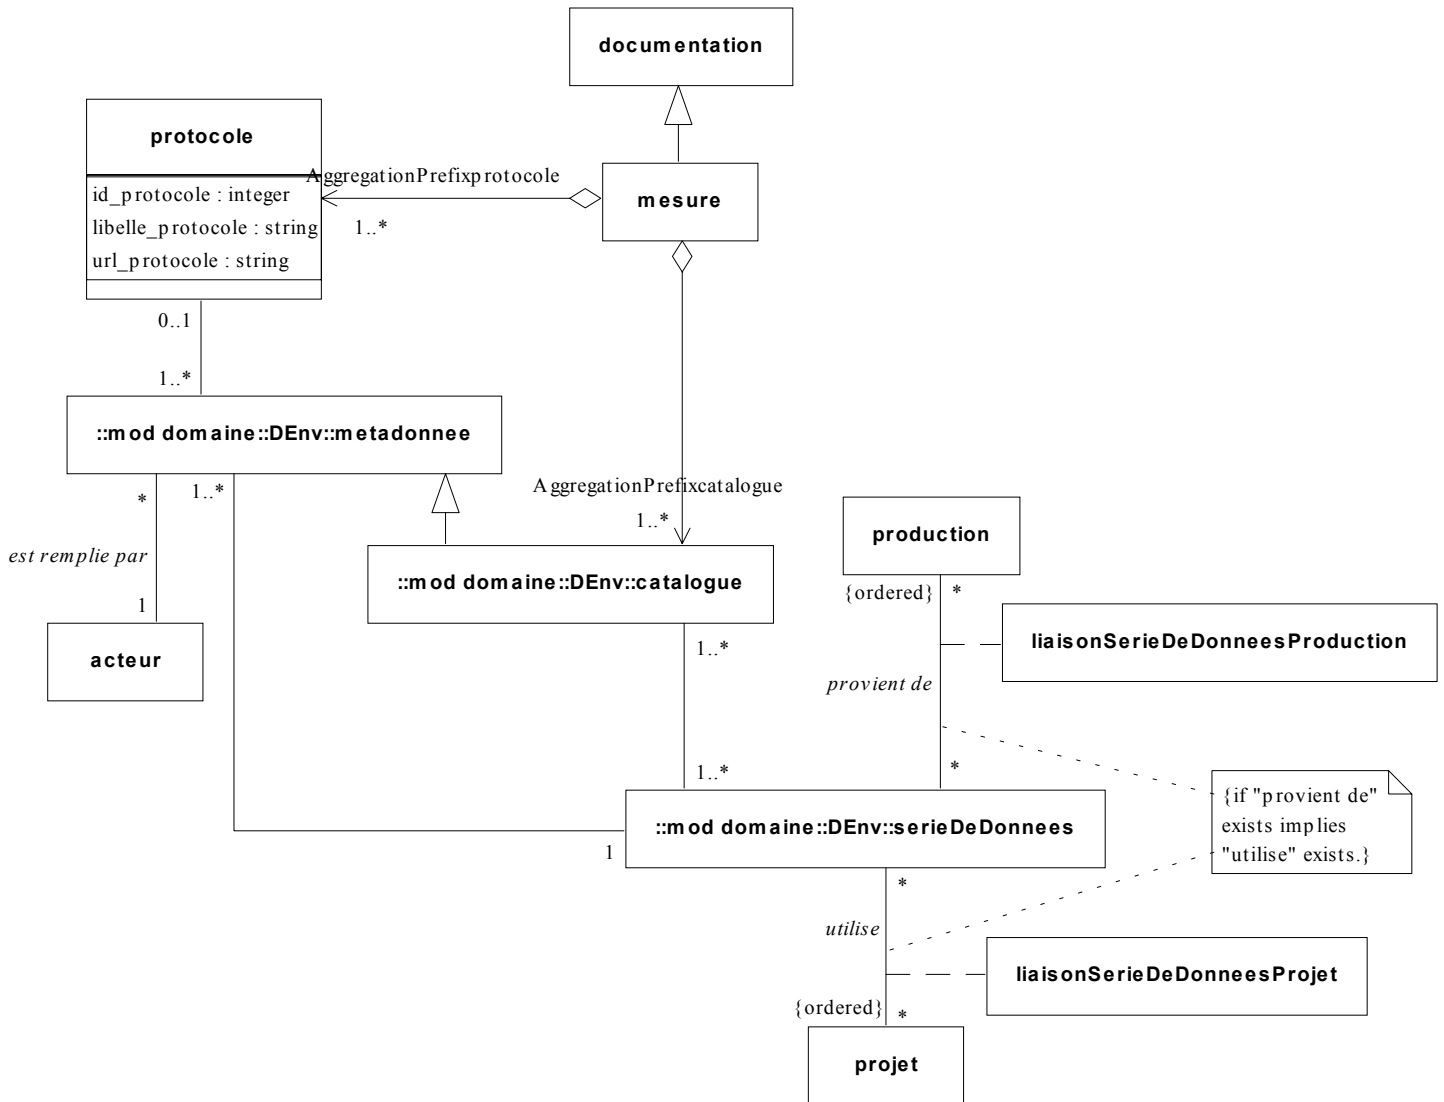 documentation
protocole
AggregationPrefixprotocole
id_protocole : integer
mesure
libelle_protocole : string
1..*
url_protocole : string
0..1
1..*
::mod domaine::DEnv::metadonnee
*
1..*
AggregationPrefixcatalogue
1..*
production
est remplie par
::mod domaine::DEnv::catalogue
{ordered}
*
1
acteur
1..*
liaisonSerieDeDonneesProduction
provient de
1..*
*
{if "provient de"
exists implies
"utilise" exists.}
::mod domaine::DEnv::serieDeDonnees
1
*
utilise
liaisonSerieDeDonneesProjet
{ordered}
*
projet